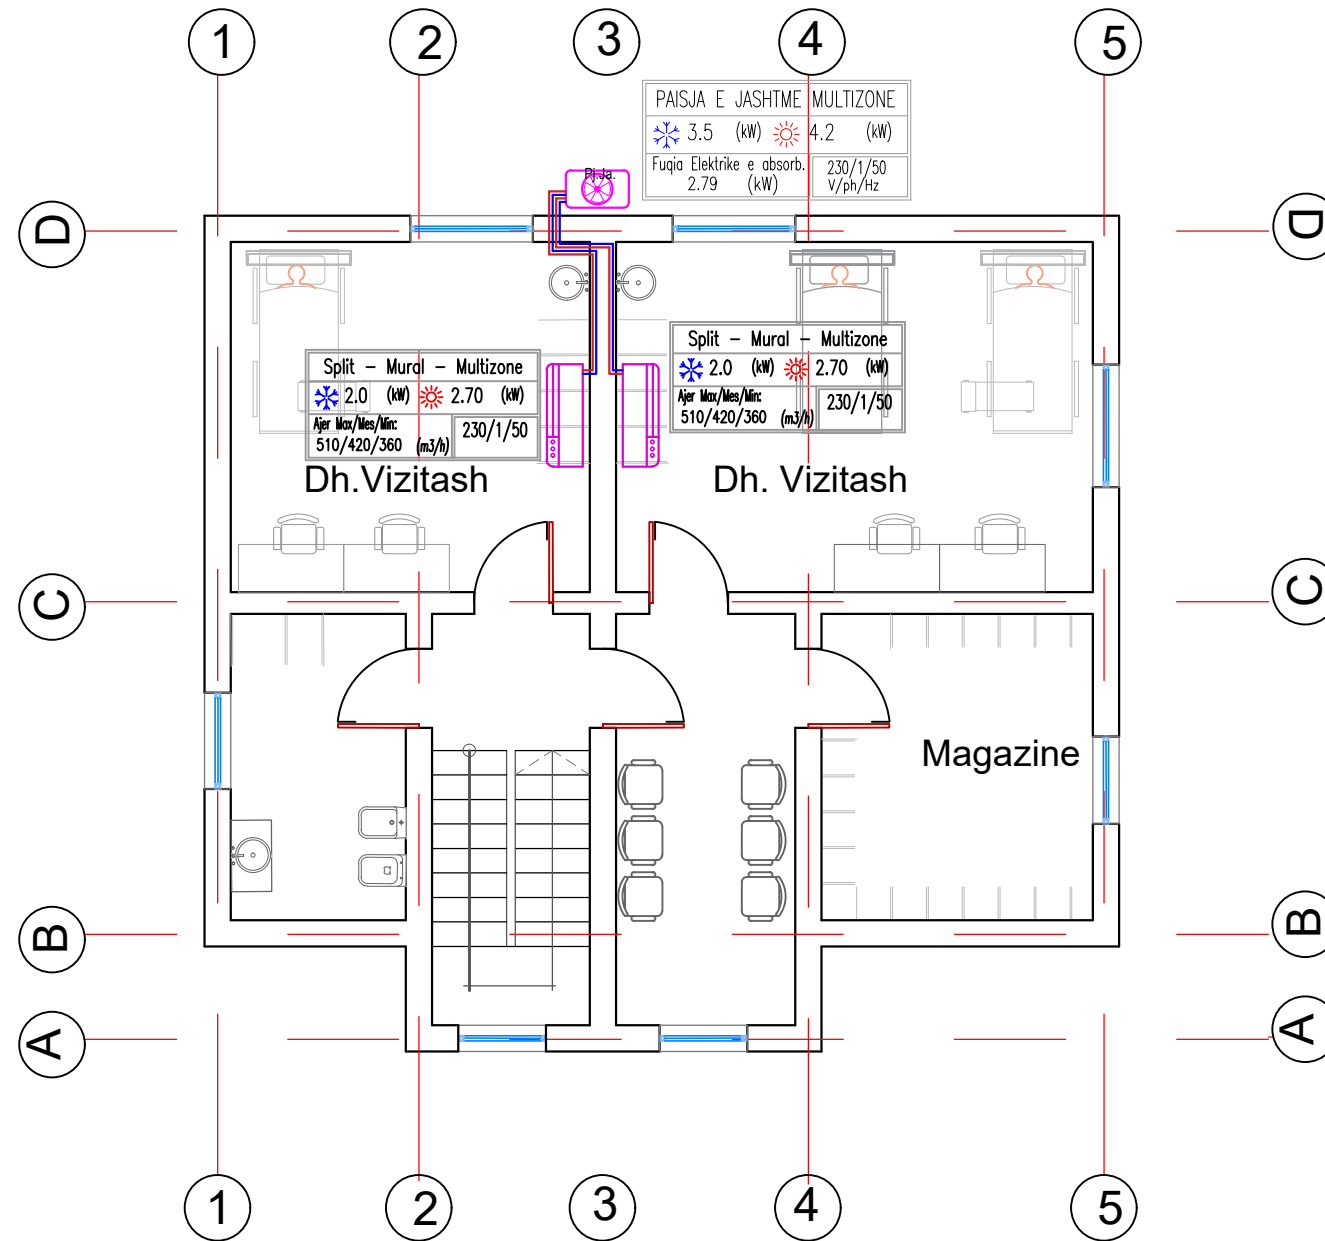 1 2 3 4 5
PAISJA E JASHTME MULTIZONE
3.5 (kW) 4.2 (kW)
Fuqia Elektrike e absorb.
2.79 (kW)
230/1/50
V/ph/Hz
Pj.Ja.
D D
Split - Mural - Multizone
2.0 (kW) 2.70 (kW)
Ajer Max/Mes/Min:
510/420/360 (m3/h)
230/1/50
Split - Mural - Multizone
2.0 (kW) 2.70 (kW)
Ajer Max/Mes/Min:
510/420/360 (m3/h)
230/1/50
Dh.Vizitash
Dh. Vizitash
C C
Magazine
B B
A A
1 2 3 4 5